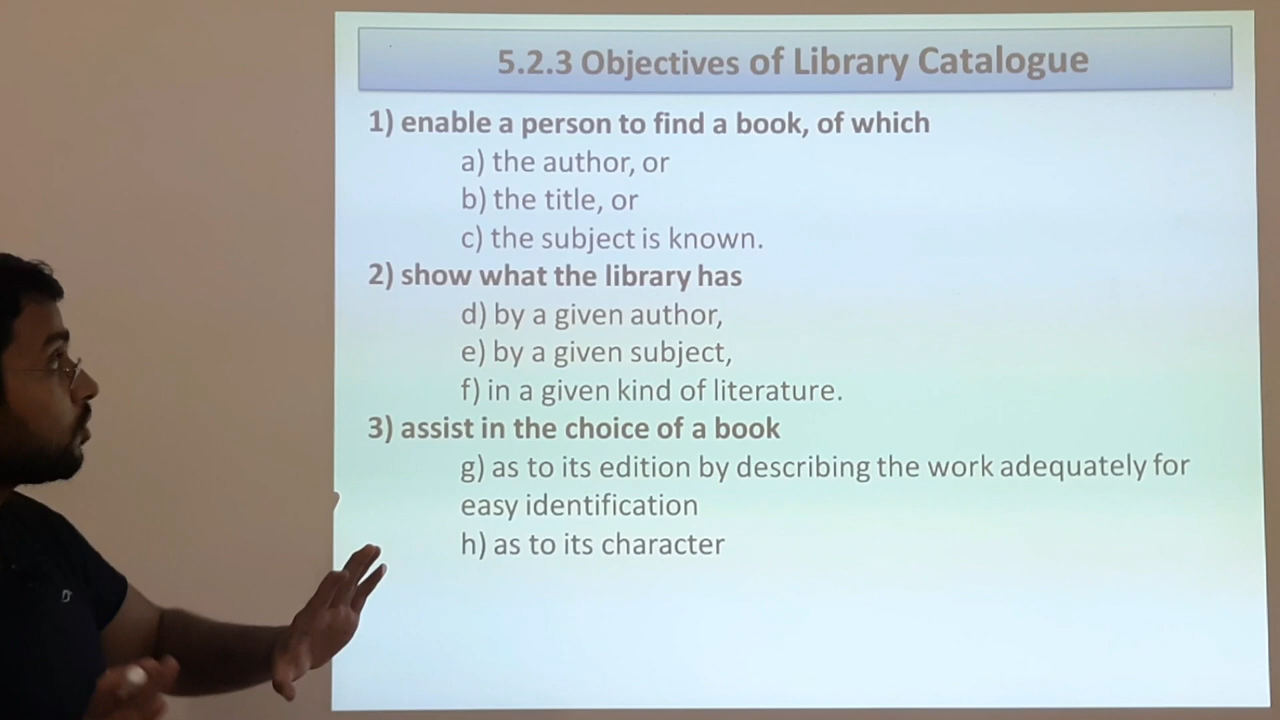 5.2.3 Objectives of Library Catalogue
1) enable a person to find a book, of which
a) the author, or
b) the title, or
c) the subject is known.
2) show what the library has
d) by a given author,
e) by a given subject,
f) in a given kind of literature.
3) assist in the choice of a book
g) as to its edition by describing the work adequately for
easy identification
h) as to its character